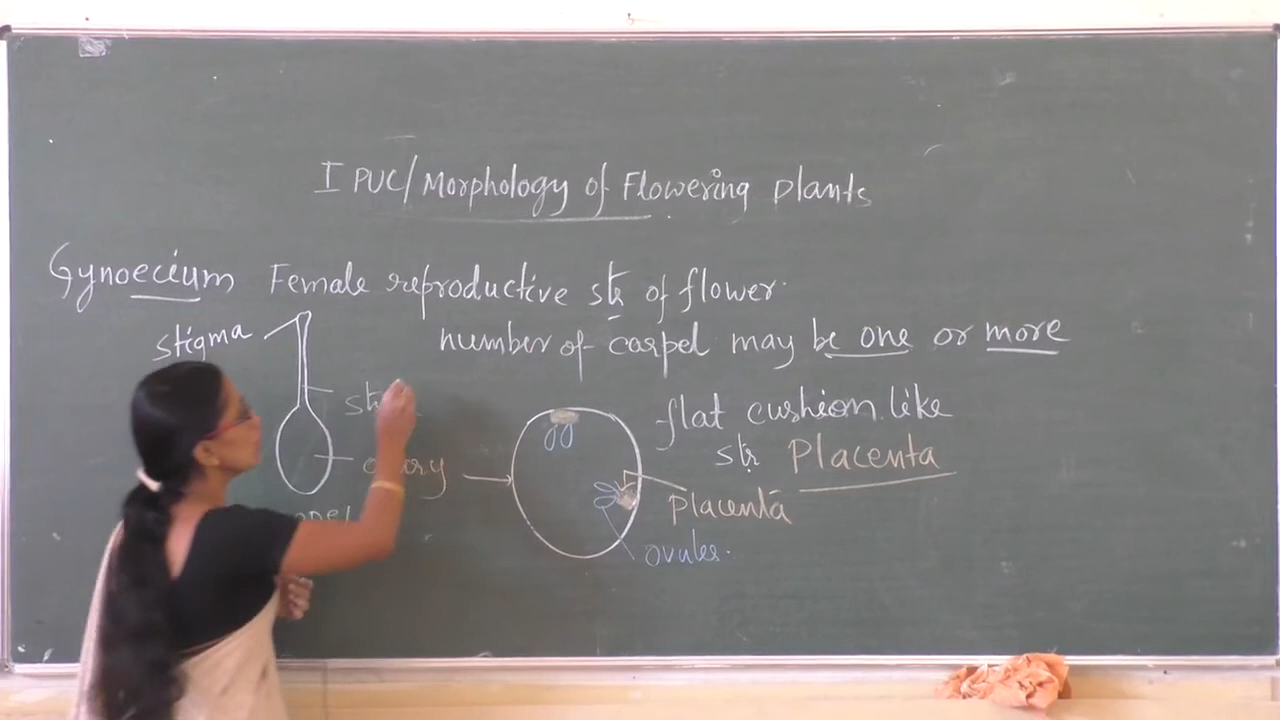 I PUC/Morphology of Flowering Plants
Gynoecium Female reproductive str of flower.
stigma
number of carpel may be one or more
flat cushion like
str Placenta
Placenta
ovules.